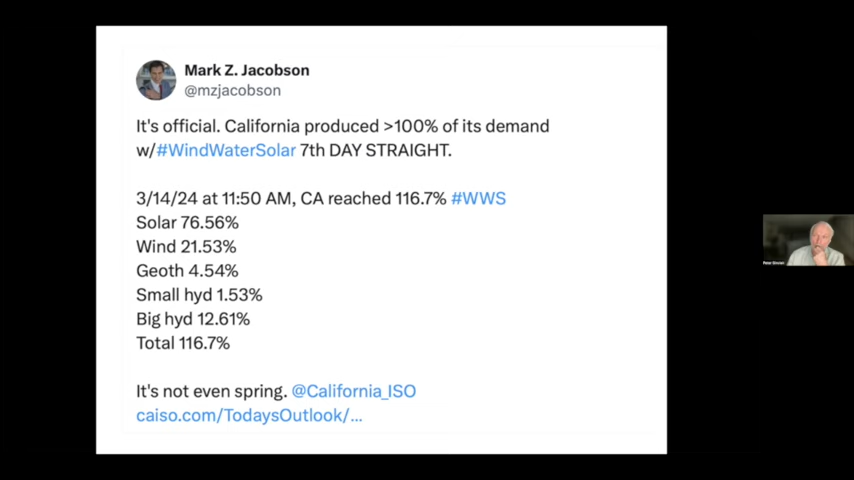 Mark Z. Jacobson
@mzjacobson
It's official. California produced >100% of its demand
w/#WindWaterSolar 7th DAY STRAIGHT.
3/14/24 at 11:50 AM, CA reached 116.7% #WWS
Solar 76.56%
Wind 21.53%
Geoth 4.54%
Small hyd 1.53%
Big hyd 12.61%
Total 116.7%
It's not even spring. @California_ISO
caiso.com/TodaysOutlook/...
Peter Sinclair